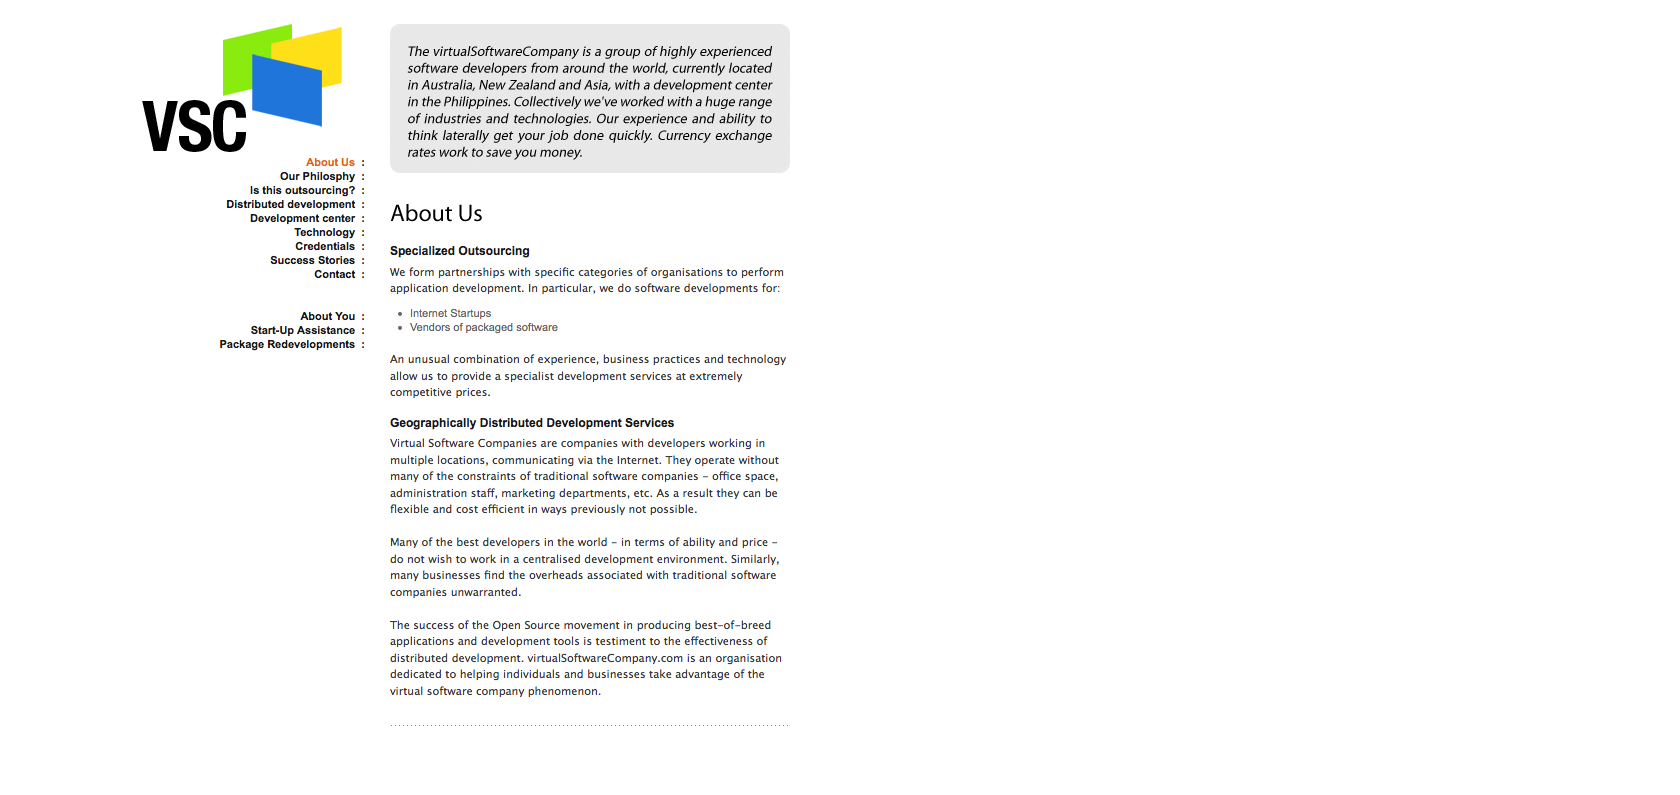 VSC
About Us :
Our Philosphy :
Is this outsourcing? :
Distributed development :
Development center :
Technology :
Credentials :
Success Stories :
Contact :
About You :
Start-Up Assistance :
Package Redevelopments :
The virtualSoftwareCompany is a group of highly experienced
software developers from around the world, currently located
in Australia, New Zealand and Asia, with a development center
in the Philippines. Collectively we've worked with a huge range
of industries and technologies. Our experience and ability to
think laterally get your job done quickly. Currency exchange
rates work to save you money.
About Us
Specialized Outsourcing
We form partnerships with specific categories of organisations to perform
application development. In particular, we do software developments for:
• Internet Startups
• Vendors of packaged software
An unusual combination of experience, business practices and technology
allow us to provide a specialist development services at extremely
competitive prices.
Geographically Distributed Development Services
Virtual Software Companies are companies with developers working in
multiple locations, communicating via the Internet. They operate without
many of the constraints of traditional software companies – office space,
administration staff, marketing departments, etc. As a result they can be
flexible and cost efficient in ways previously not possible.
Many of the best developers in the world – in terms of ability and price –
do not wish to work in a centralised development environment. Similarly,
many businesses find the overheads associated with traditional software
companies unwarranted.
The success of the Open Source movement in producing best-of-breed
applications and development tools is testiment to the effectiveness of
distributed development. virtualSoftwareCompany.com is an organisation
dedicated to helping individuals and businesses take advantage of the
virtual software company phenomenon.